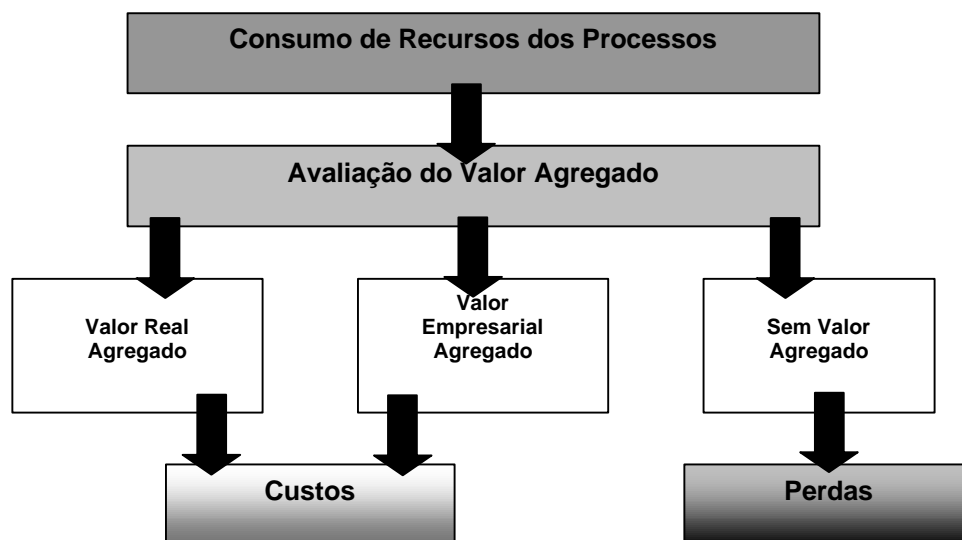 Consumo de Recursos dos Processos
Avaliação do Valor Agregado
Valor Real
Agregado
Valor
Empresarial
Agregado
Sem Valor
Agregado
Custos
Perdas